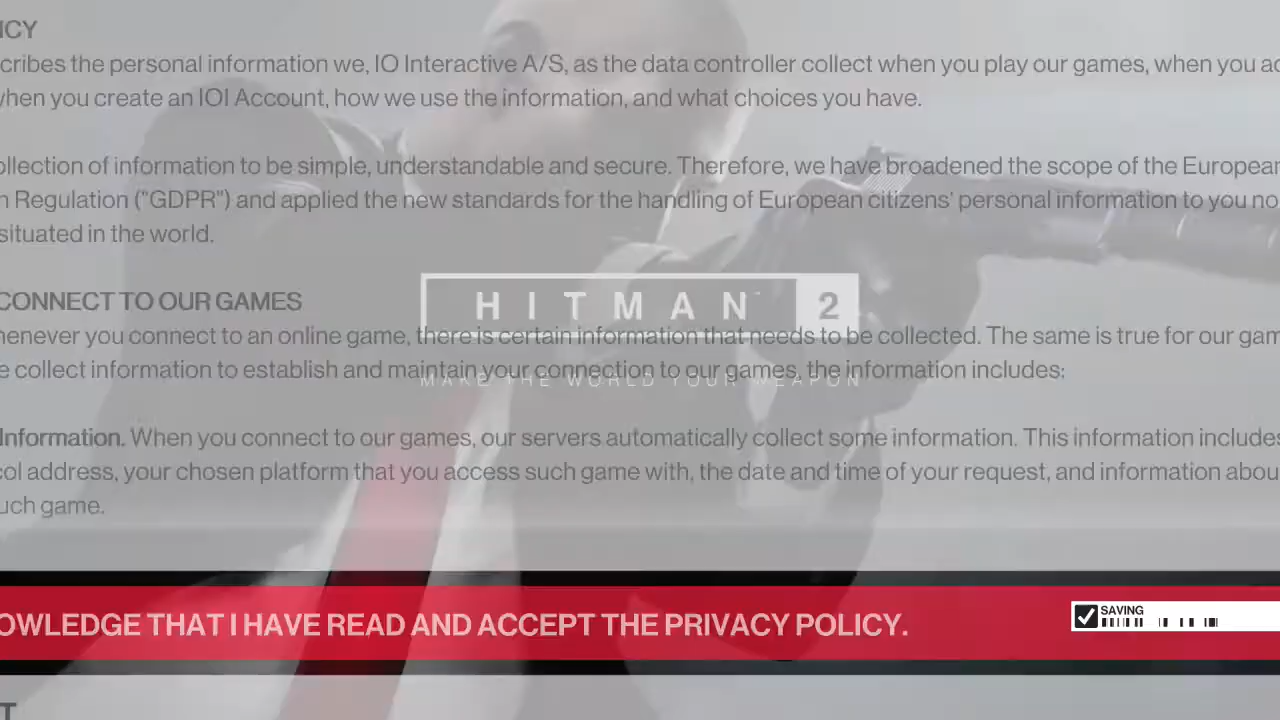 ICY
cribes the personal information we, IO Interactive A/S, as the data controller collect when you play our games, when you ac
when you create an IOI Account, how we use the information, and what choices you have.
ollection of information to be simple, understandable and secure. Therefore, we have broadened the scope of the European
n Regulation ("GDPR") and applied the new standards for the handling of European citizens' personal information to you no
situated in the world.
CONNECT TO OUR GAMES
HITMAN™ 2
henever you connect to an online game, there is certain information that needs to be collected. The same is true for our gam
e collect information to establish and maintain your connection to our games, the information includes:
MAKE THE WORLD YOUR WEAPON
Information. When you connect to our games, our servers automatically collect some information. This information includes
col address, your chosen platform that you access such game with, the date and time of your request, and information abou
uch game.
OWLEDGE THAT I HAVE READ AND ACCEPT THE PRIVACY POLICY.
SAVING
T